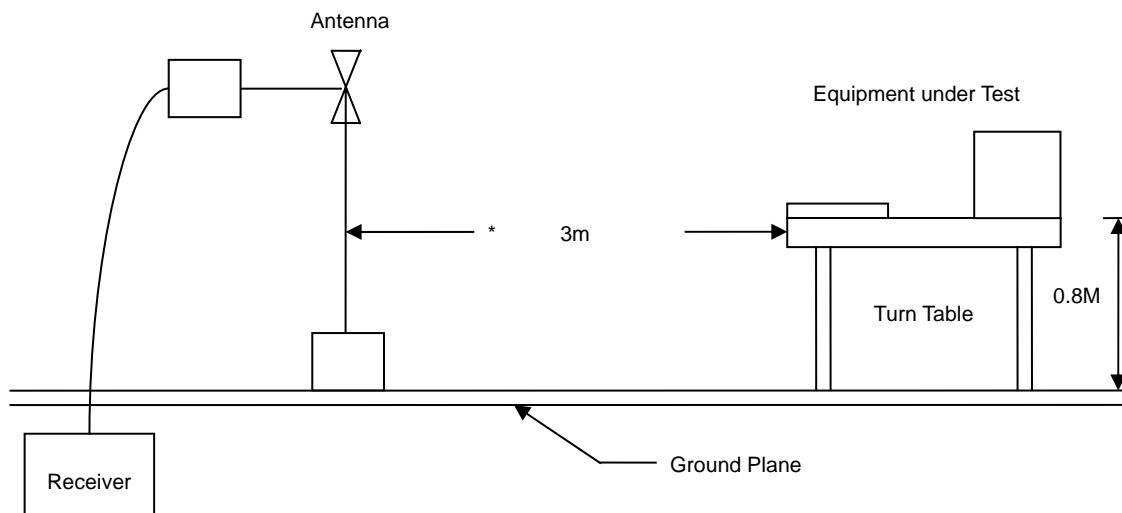 Antenna
Equipment under Test
* 3m
0.8M
Turn Table
Ground Plane
Receiver